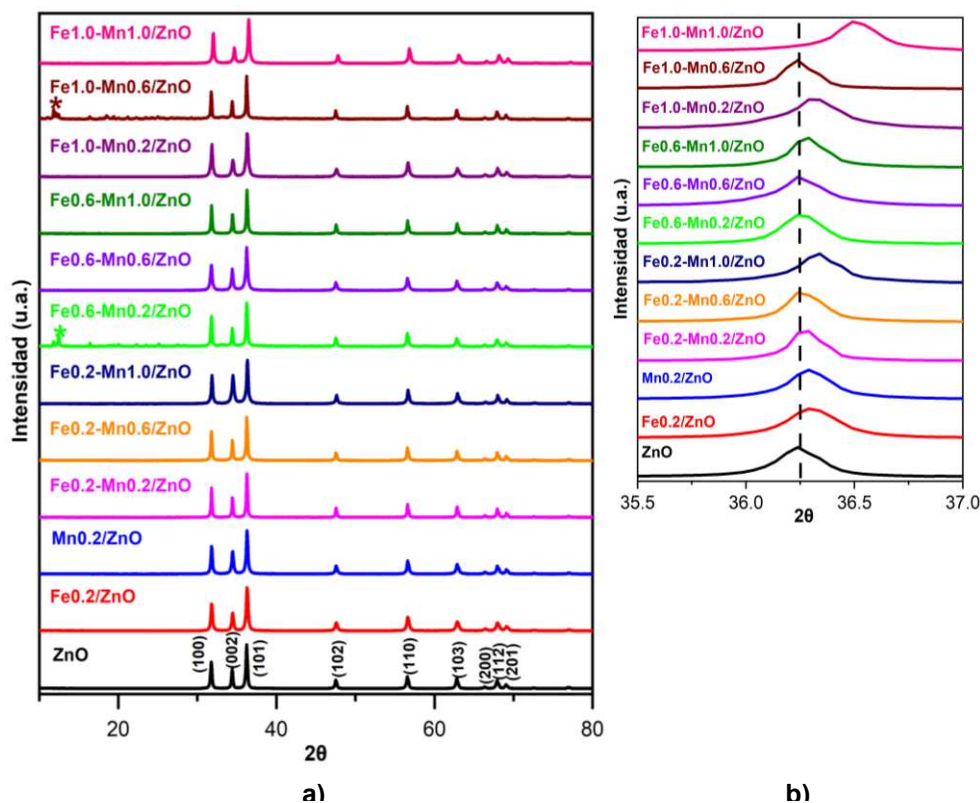 Intensidad (u.a.)
Fe1.0-Mn1.0/ZnO
Fe1.0-Mn0.6/ZnO
*
Fe1.0-Mn0.2/ZnO
Fe0.6-Mn1.0/ZnO
Fe0.6-Mn0.6/ZnO
Fe0.6-Mn0.2/ZnO
*
Fe0.2-Mn1.0/ZnO
Fe0.2-Mn0.6/ZnO
Fe0.2-Mn0.2/ZnO
Mn0.2/ZnO
Fe0.2/ZnO
ZnO
(100) (002) (101) (102) (110) (103) (200) (112) (201)
20 40 60 80
2θ
a)
Intensidad (u.a.)
Fe1.0-Mn1.0/ZnO
Fe1.0-Mn0.6/ZnO
Fe1.0-Mn0.2/ZnO
Fe0.6-Mn1.0/ZnO
Fe0.6-Mn0.6/ZnO
Fe0.6-Mn0.2/ZnO
Fe0.2-Mn1.0/ZnO
Fe0.2-Mn0.6/ZnO
Fe0.2-Mn0.2/ZnO
Mn0.2/ZnO
Fe0.2/ZnO
ZnO
35.5 36.0 36.5 37.0
2θ
b)